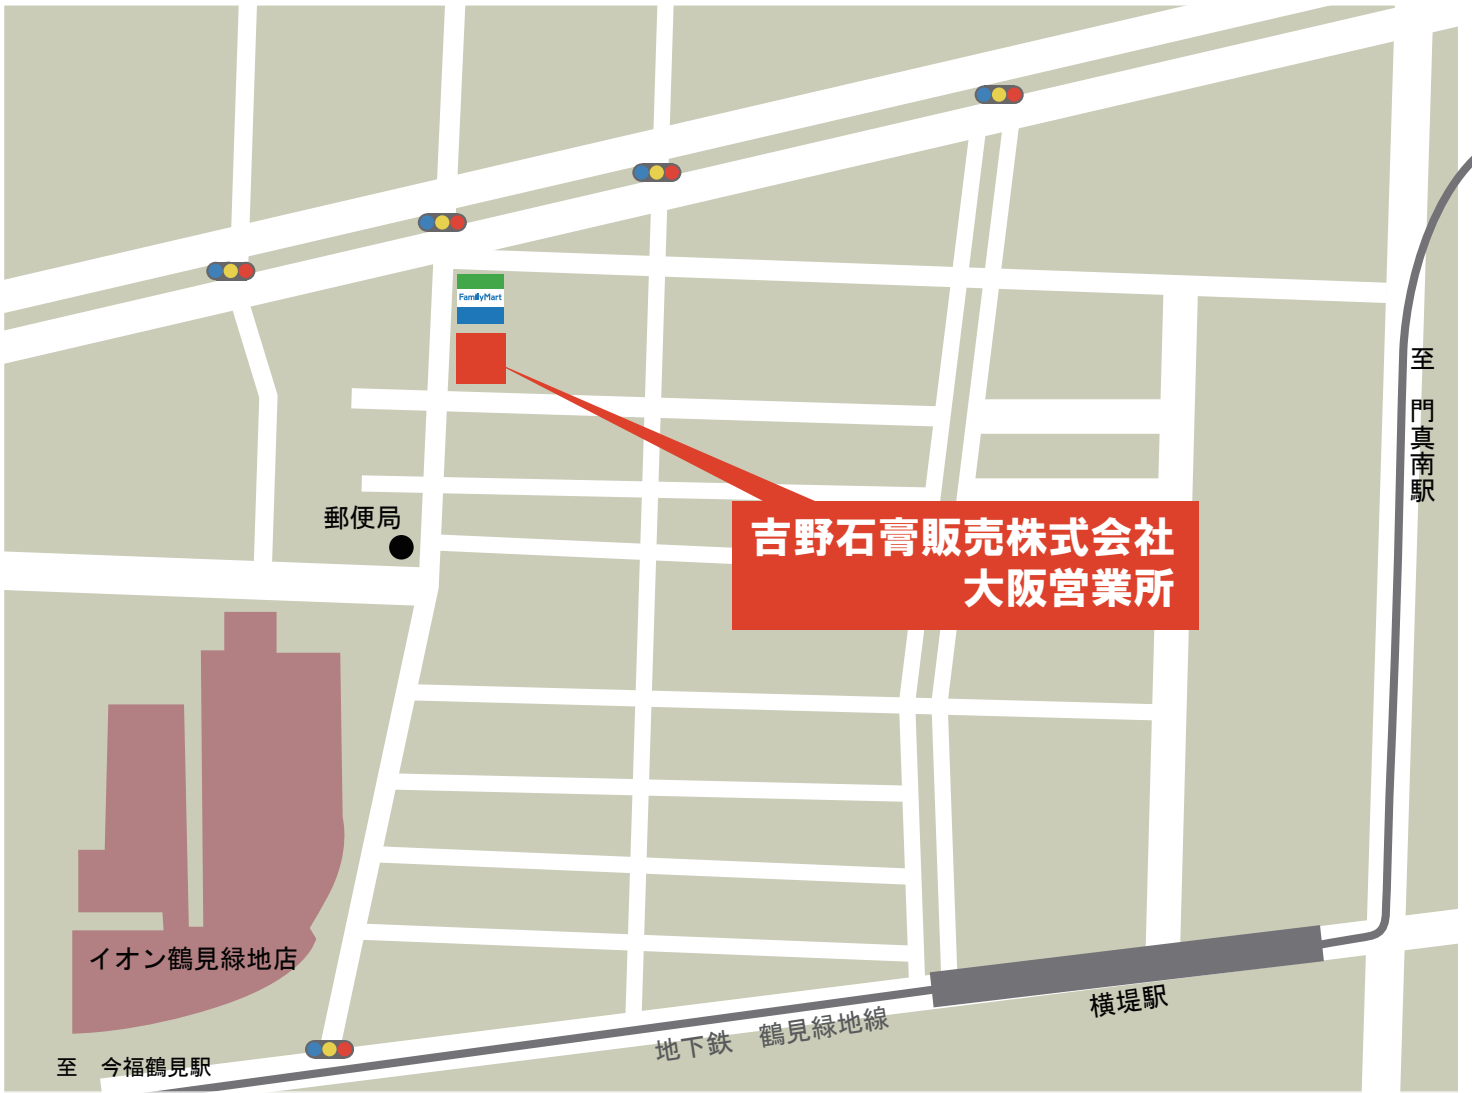 FamilyMart
至　門真南駅
郵便局
吉野石膏販売株式会社
大阪営業所
イオン鶴見緑地店
横堤駅
地下鉄　鶴見緑地線
至　今福鶴見駅